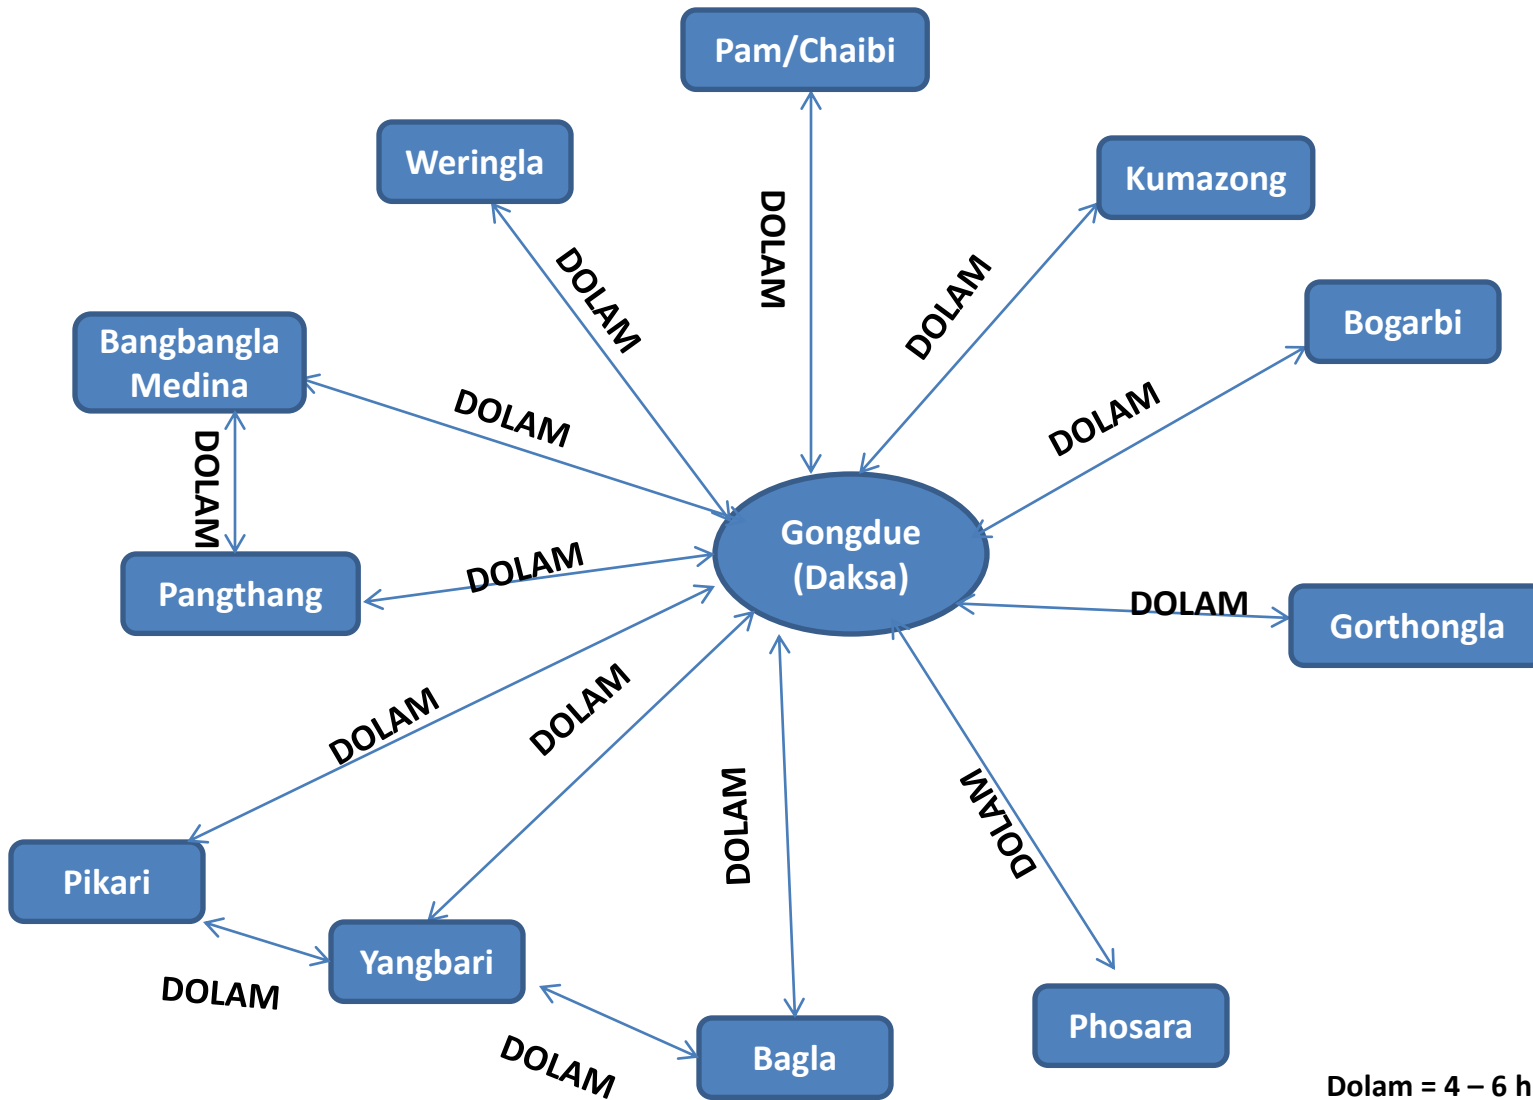 Pam/Chaibi
Weringla
Kumazong
DOLAM
DOLAM
DOLAM
Bogarbi
Bangbangla
Medina
DOLAM
DOLAM
DOLAM
Gongdue
(Daksa)
Pangthang
DOLAM
DOLAM
Gorthongla
DOLAM
DOLAM
DOLAM
DOLAM
Pikari
Yangbari
DOLAM
DOLAM
Bagla
Phosara
Dolam = 4 – 6 h